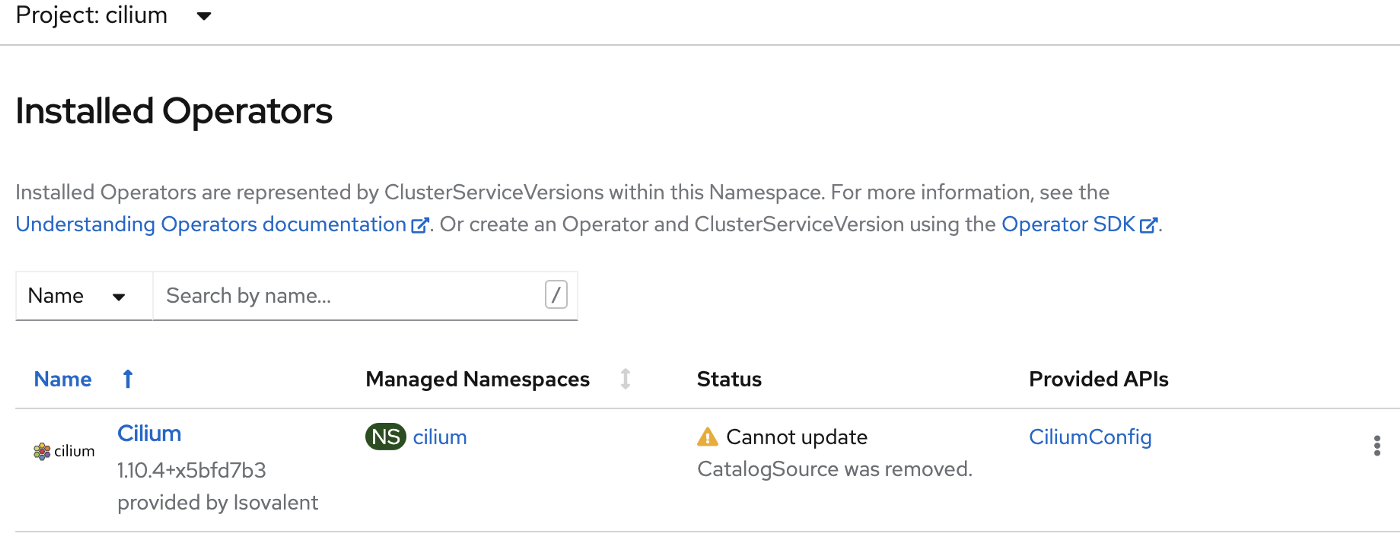 Project: cilium
Installed Operators
Installed Operators are represented by ClusterServiceVersions within this Namespace. For more information, see the
Understanding Operators documentation. Or create an Operator and ClusterServiceVersion using the Operator SDK.
Name Search by name... /
Name Managed Namespaces Status Provided APIs
cilium Cilium NS cilium Cannot update CiliumConfig
1.10.4+x5bfd7b3 CatalogSource was removed.
provided by Isovalent